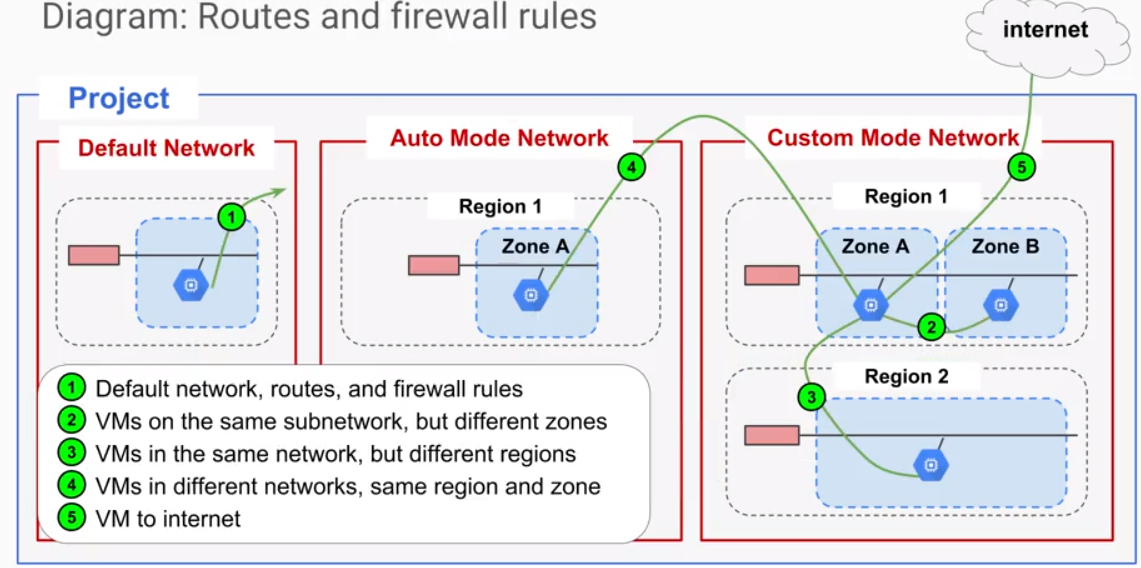 Diagram: Routes and firewall rules
internet
Project
Default Network
Auto Mode Network
Custom Mode Network
1
4
5
Region 1
Zone A
Region 1
Zone A
Zone B
2
Region 2
3
1 Default network, routes, and firewall rules
2 VMs on the same subnetwork, but different zones
3 VMs in the same network, but different regions
4 VMs in different networks, same region and zone
5 VM to internet